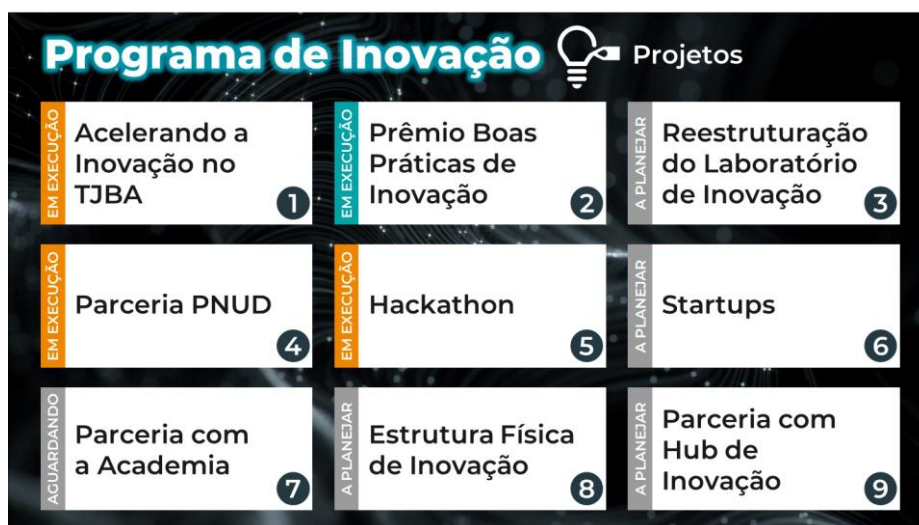 Programa de Inovação Projetos
EM EXECUÇÃO
Acelerando a
Inovação no
TJBA
1
EM EXECUÇÃO
Prêmio Boas
Práticas de
Inovação
2
A PLANEJAR
Reestruturação
do Laboratório
de Inovação
3
EM EXECUÇÃO
Parceria PNUD
4
EM EXECUÇÃO
Hackathon
5
A PLANEJAR
Startups
6
AGUARDANDO
Parceria com
a Academia
7
A PLANEJAR
Estrutura Física
de Inovação
8
A PLANEJAR
Parceria com
Hub de
Inovação
9